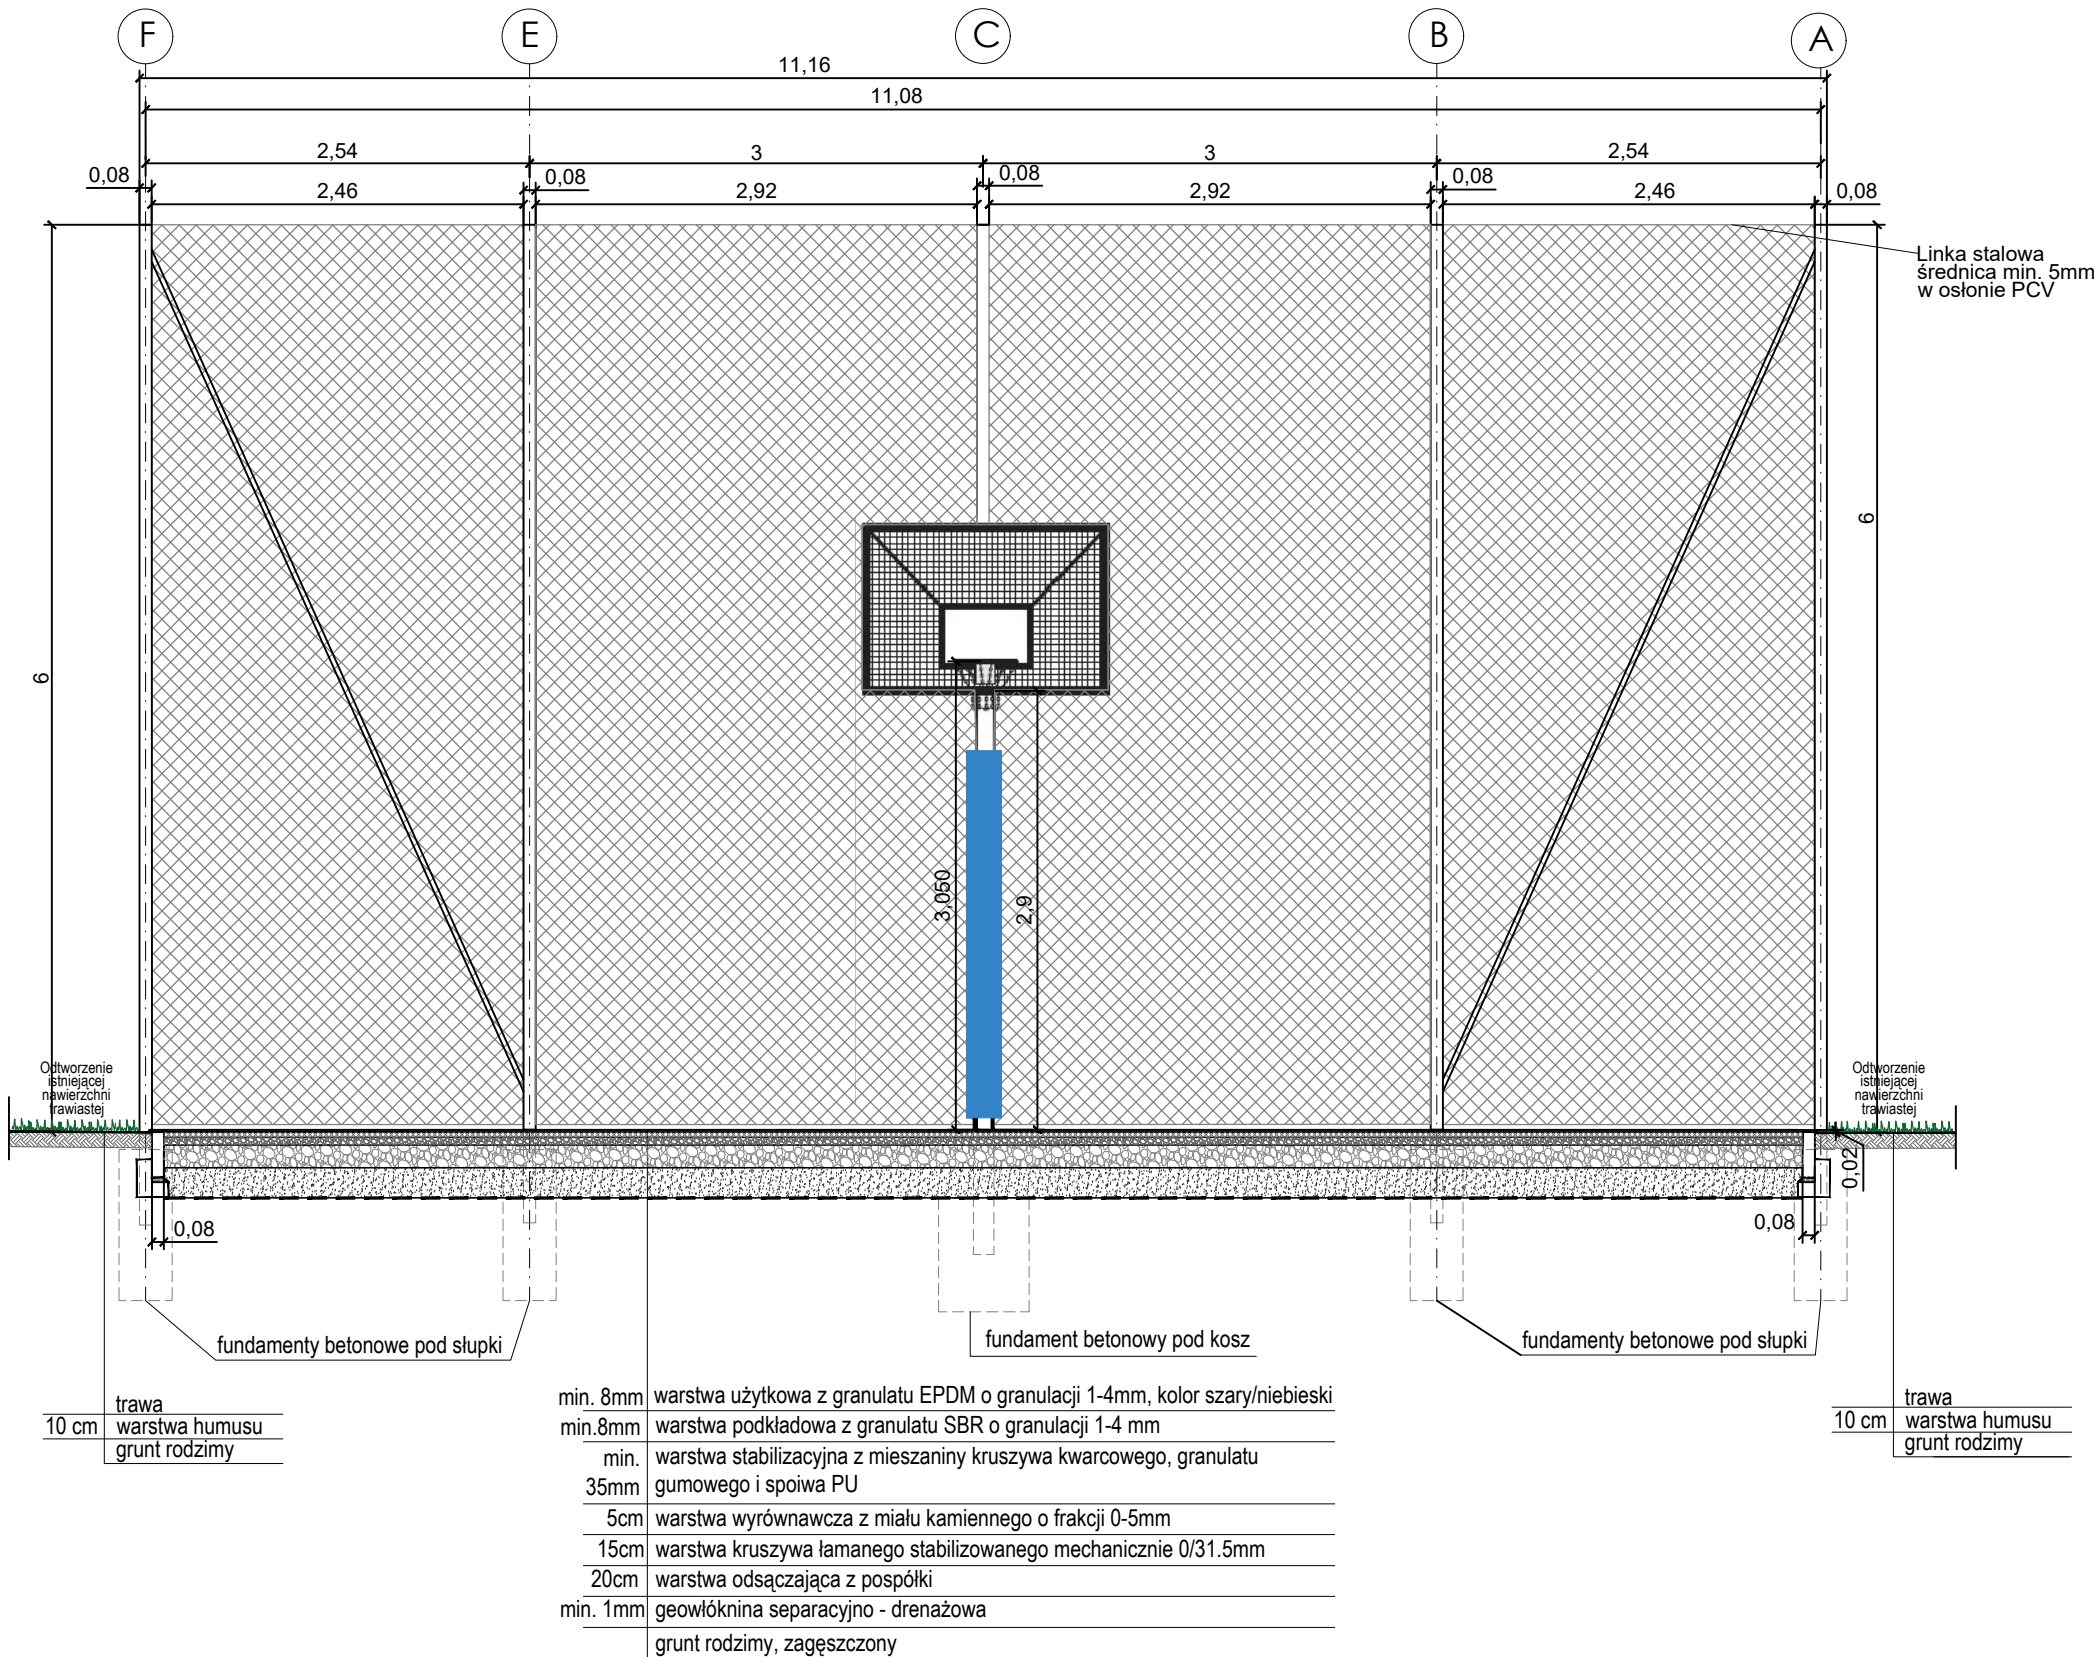 F E C B A
11,16
11,08
2,54 3 3 2,54
0,08 0,08 0,08 0,08 0,08
2,46 2,92 2,92 2,46
Linka stalowa
średnica min. 5mm
w osłonie PCV
6
6
3,050
2,9
Odtworzenie
istniejącej
nawierzchni
trawiastej
Odtworzenie
istniejącej
nawierzchni
trawiastej
0,02
0,08
0,08
fundamenty betonowe pod słupki
fundament betonowy pod kosz
fundamenty betonowe pod słupki
trawa
10 cm warstwa humusu
grunt rodzimy
min. 8mm warstwa użytkowa z granulatu EPDM o granulacji 1-4mm, kolor szary/niebieski
min.8mm warstwa podkładowa z granulatu SBR o granulacji 1-4 mm
min. warstwa stabilizacyjna z mieszaniny kruszywa kwarcowego, granulatu
35mm gumowego i spoiwa PU
5cm warstwa wyrównawcza z miału kamiennego o frakcji 0-5mm
15cm warstwa kruszywa łamanego stabilizowanego mechanicznie 0/31.5mm
20cm warstwa odsączająca z pospółki
min. 1mm geowłóknina separacyjno - drenażowa
grunt rodzimy, zagęszczony
trawa
10 cm warstwa humusu
grunt rodzimy